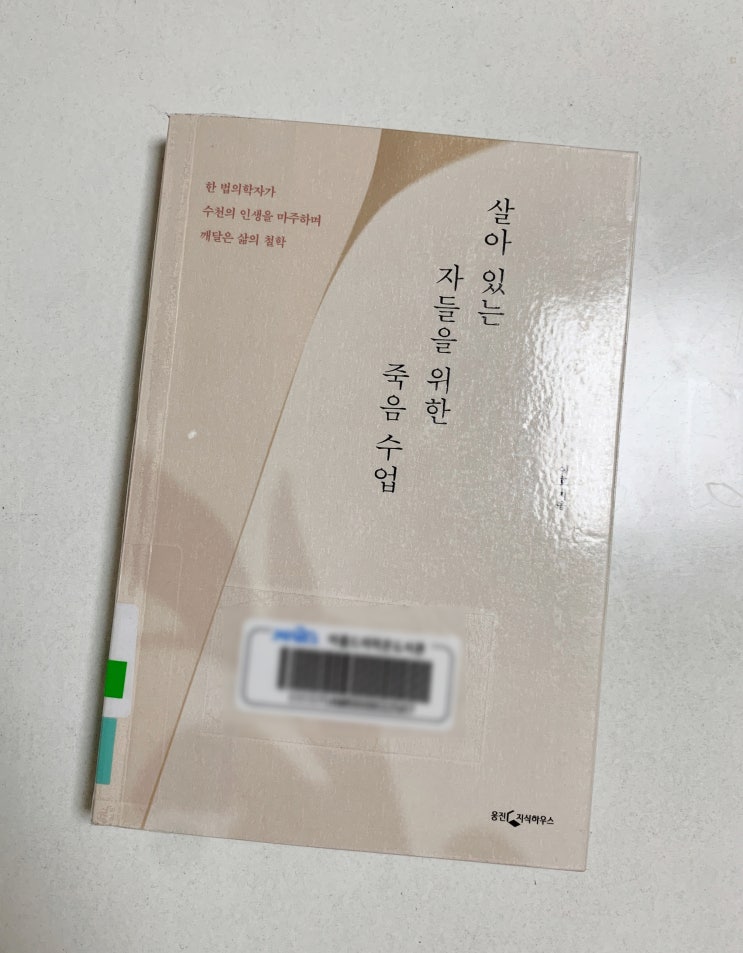 한 법의학자가
수천의 인생을 마주하며
깨달은 삶의 철학
살아 있는
자들을 위한
죽음 수업
웅진 지식하우스